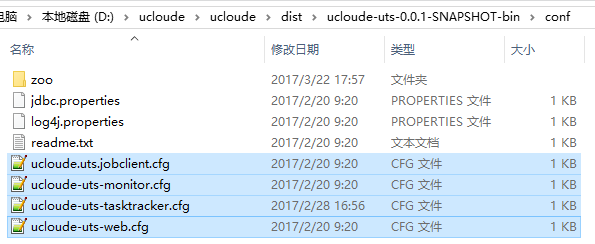 电脑 > 本地磁盘 (D:) > ucloude > ucloude > dist > ucloude-uts-0.0.1-SNAPSHOT-bin > conf
名称 修改日期 类型 大小
zoo 2017/3/22 17:57 文件夹
jdbc.properties 2017/2/20 9:20 PROPERTIES 文件 1 KB
log4j.properties 2017/2/20 9:20 PROPERTIES 文件 1 KB
readme.txt 2017/2/20 9:20 文本文档 1 KB
ucloude.uts.jobclient.cfg 2017/2/20 9:20 CFG 文件 1 KB
ucloude-uts-monitor.cfg 2017/2/20 9:20 CFG 文件 1 KB
ucloude-uts-tasktracker.cfg 2017/2/28 16:56 CFG 文件 1 KB
ucloude-uts-web.cfg 2017/2/20 9:20 CFG 文件 1 KB